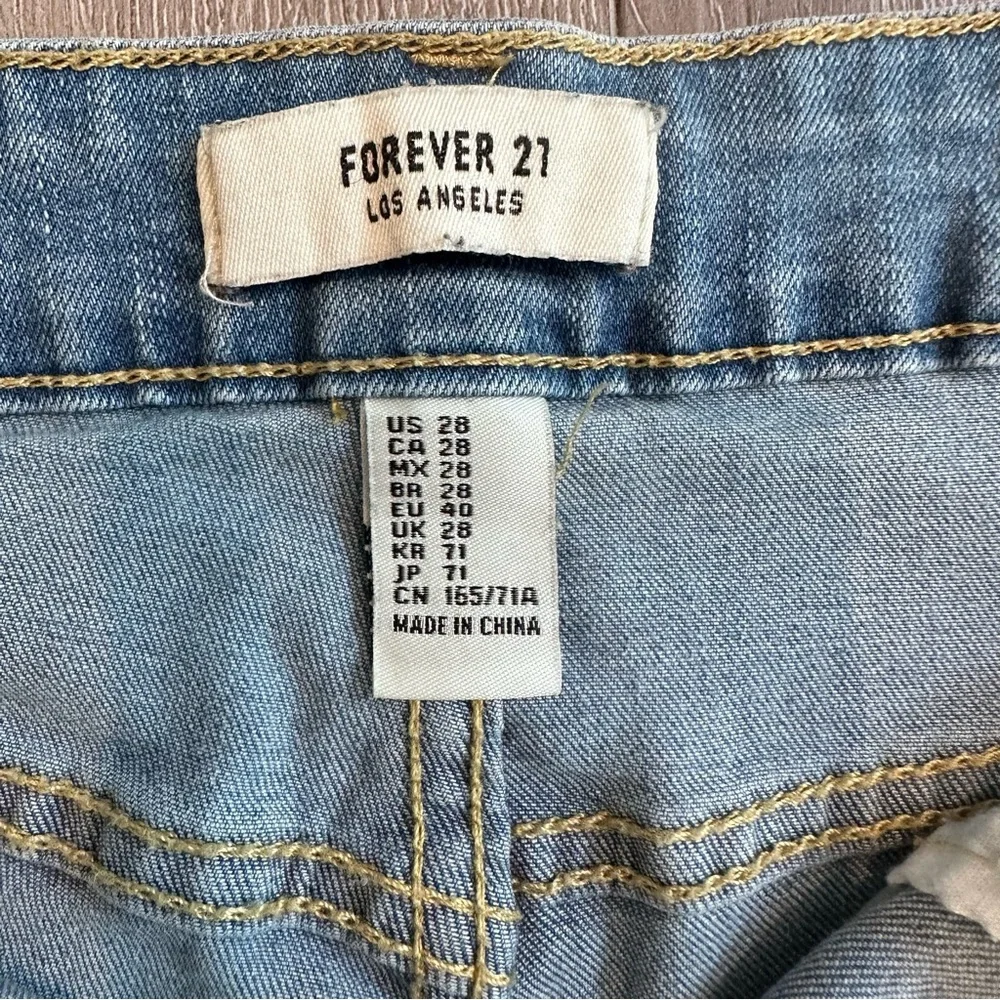 FOREVER 21
LOS ANGELES
US 28
CA 28
MX 28
BR 28
EU 40
UK 28
KR 71
JP 71
CN 165/71A
MADE IN CHINA